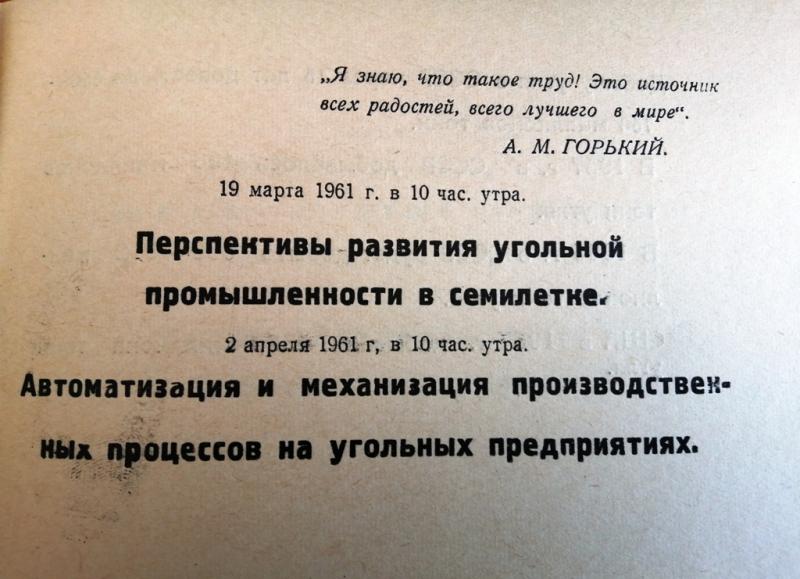 „Я знаю, что такое труд! Это источник
всех радостей, всего лучшего в мире“.
А. М. ГОРЬКИЙ.
19 марта 1961 г. в 10 час. утра.
Перспективы развития угольной
промышленности в семилетке.
2 апреля 1961 г, в 10 час. утра.
Автоматизация и механизация производствен-
ных процессов на угольных предприятиях.